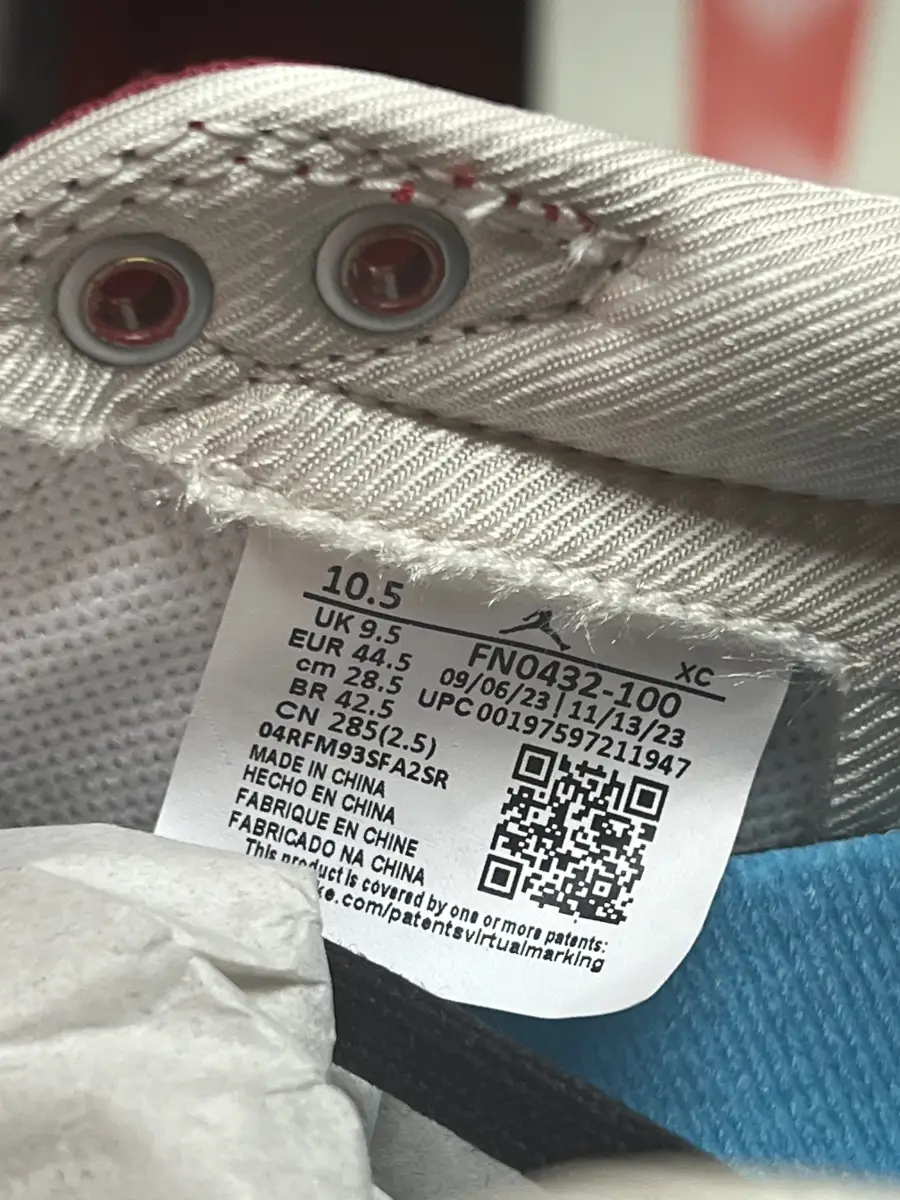 10.5
UK 9.5
EUR 44.5
cm 28.5
BR 42.5
CN 285(2.5)
04RFM93SFA2SR
MADE IN CHINA
HECHO EN CHINA
FABRIQUE EN CHINE
FABRICADO NA CHINA
XC
FN0432-100
09/06/23 | 11/13/23
UPC 00197597211947
This product is covered by one or more patents:
ke.com/patentsvirtualmarking